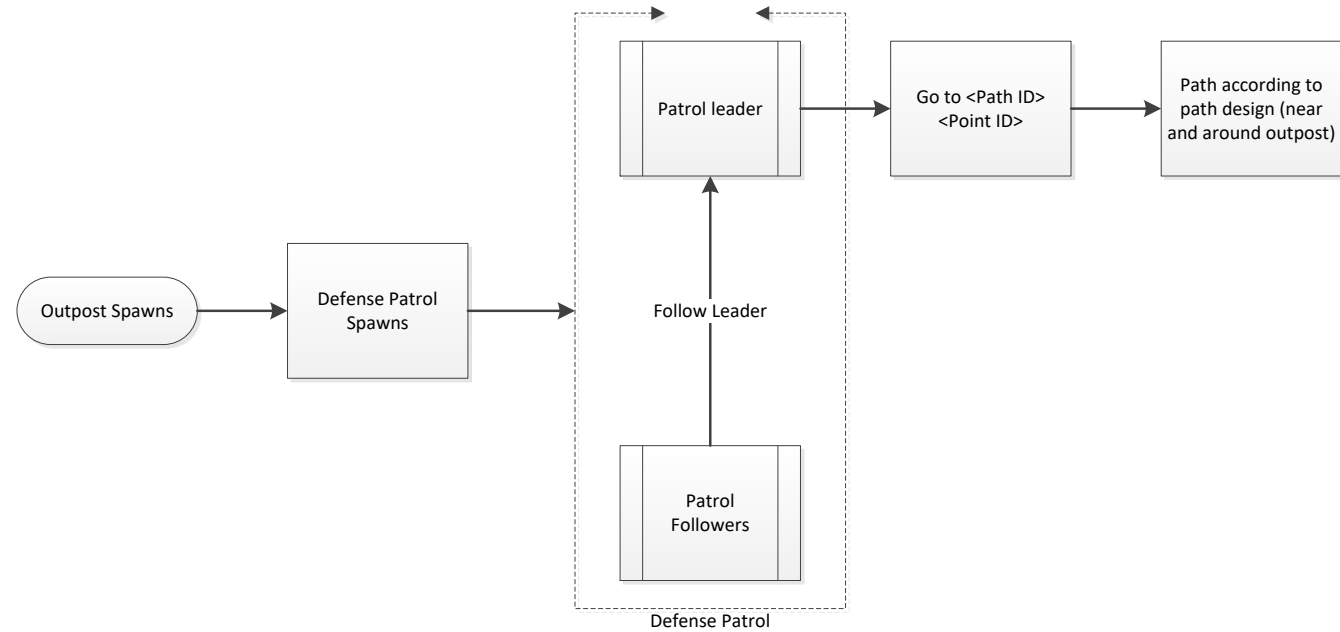 Outpost Spawns
Defense Patrol
Spawns
Patrol leader
Follow Leader
Patrol
Followers
Defense Patrol
Go to <Path ID>
<Point ID>
Path according to
path design (near
and around outpost)